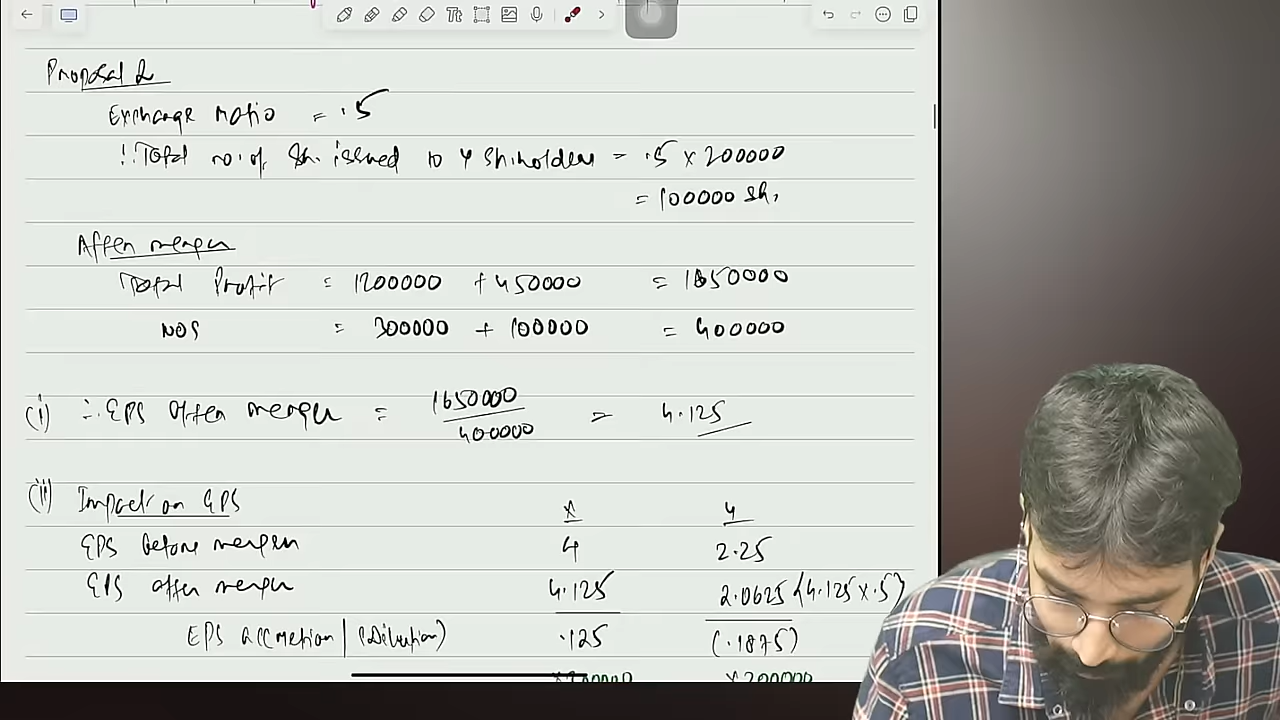 Proposal 2
Exchange Ratio = .5
∴ Total no. of Sh. issued to Y Sh.holders = .5 × 200000
= 100000 Sh.
After merger
Total Profit = 1200000 + 450000 = 1650000
NOS = 300000 + 100000 = 400000
(i) ∴ EPS after merger = 1650000 / 400000 = 4.125
(ii) Impact on EPS X Y
EPS before merger 4 2.25
EPS after merger 4.125 2.0625 {4.125 × .5}
EPS accretion | (Dilution) .125 (.1875)
×200000